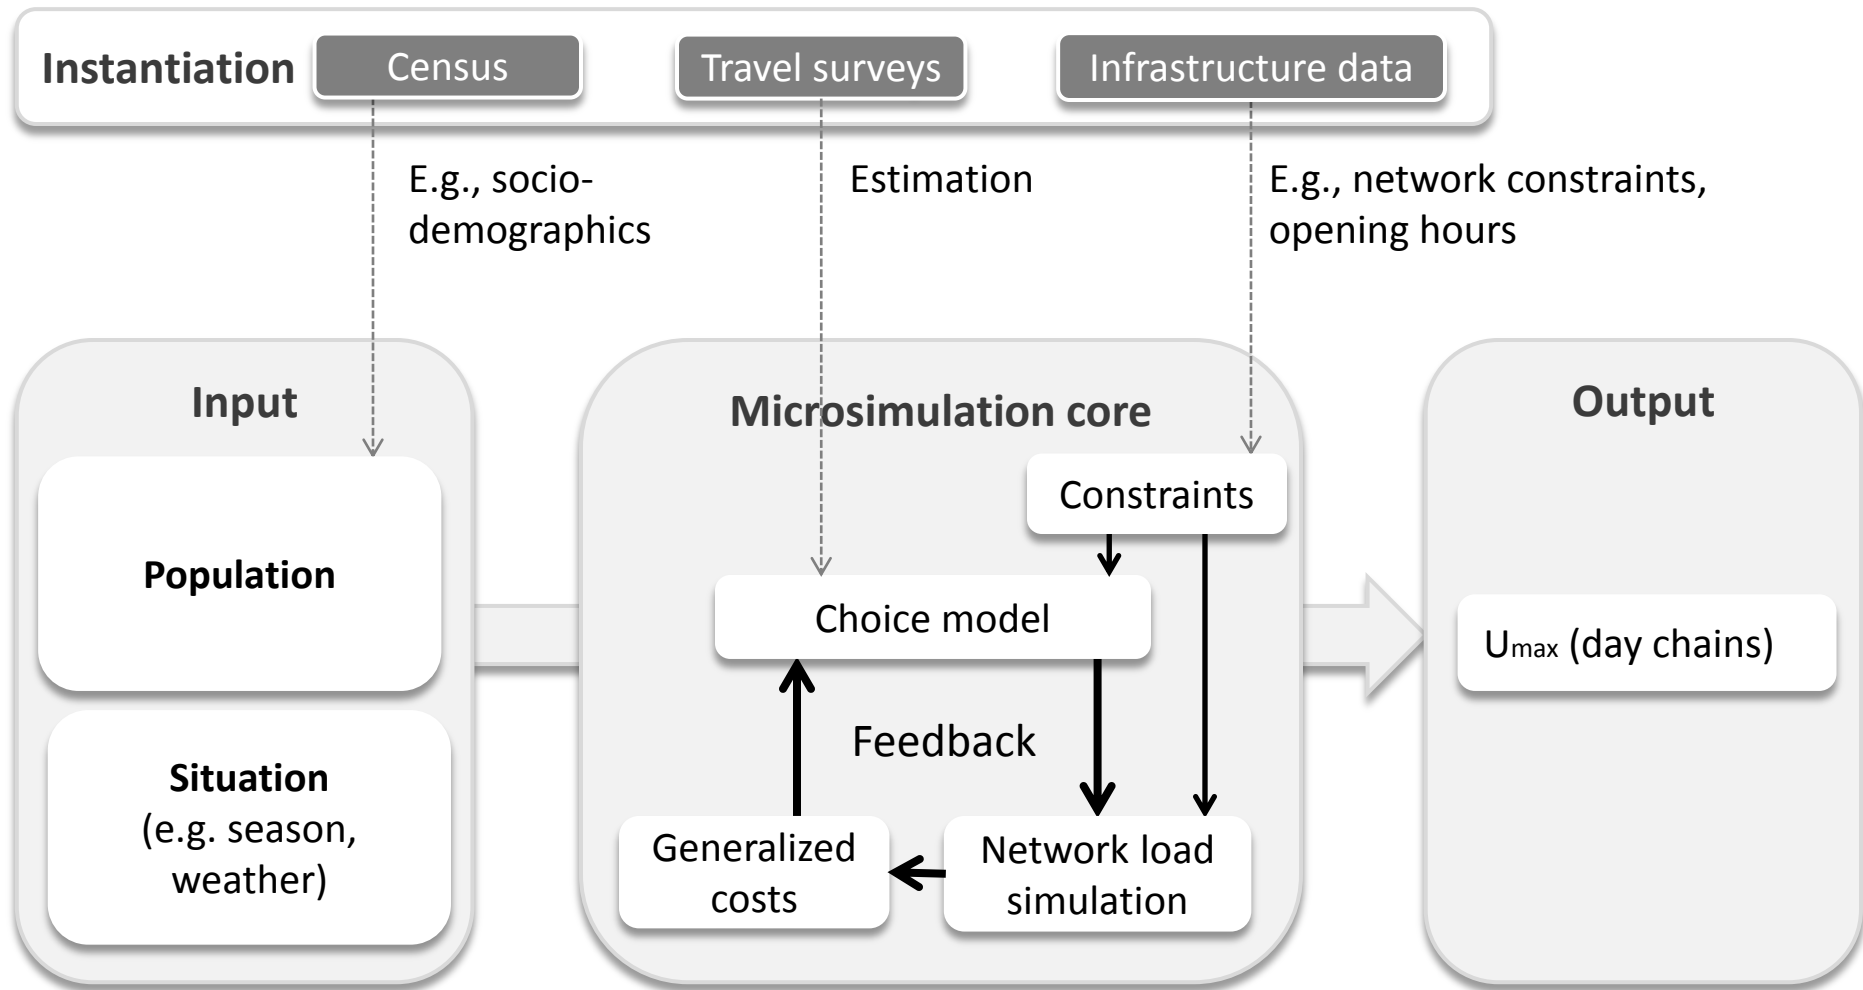 Instantiation
Census
Travel surveys
Infrastructure data
E.g., socio-
demographics
Estimation
E.g., network constraints,
opening hours
Input
Population
Situation
(e.g. season,
weather)
Microsimulation core
Constraints
Choice model
Feedback
Generalized
costs
Network load
simulation
Output
Umax (day chains)